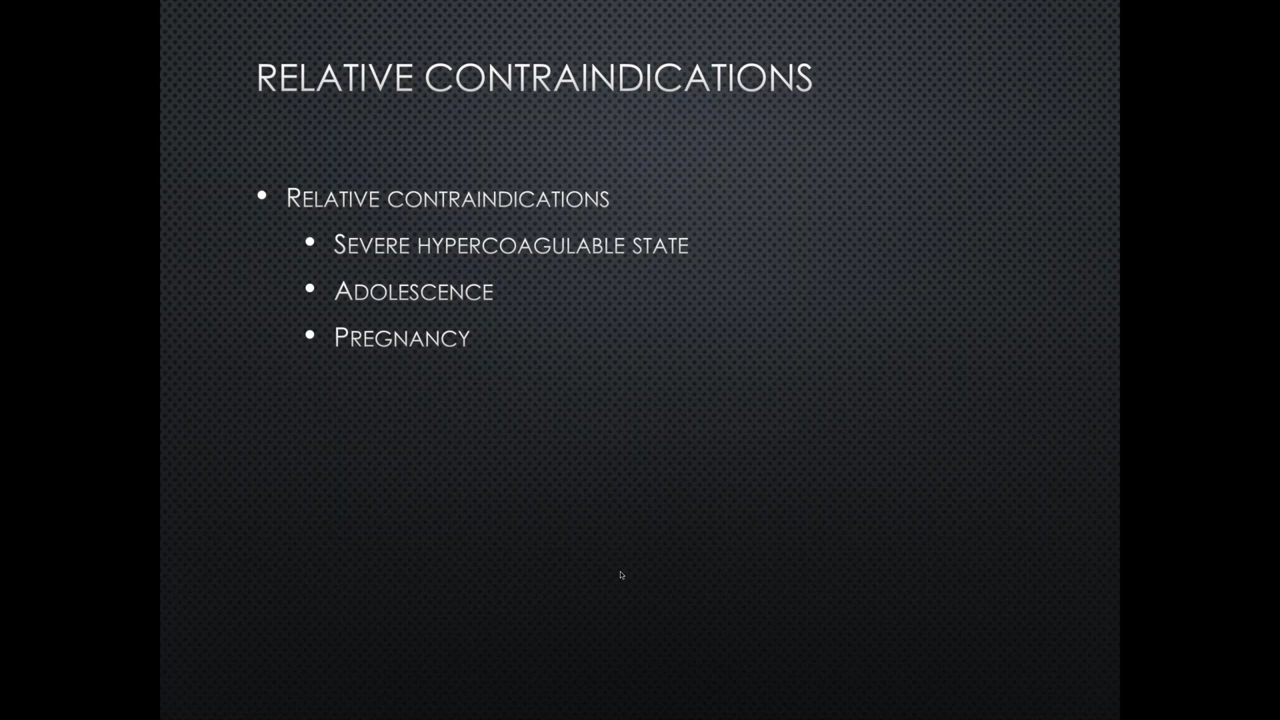 RELATIVE CONTRAINDICATIONS
• RELATIVE CONTRAINDICATIONS
• SEVERE HYPERCOAGULABLE STATE
• ADOLESCENCE
• PREGNANCY